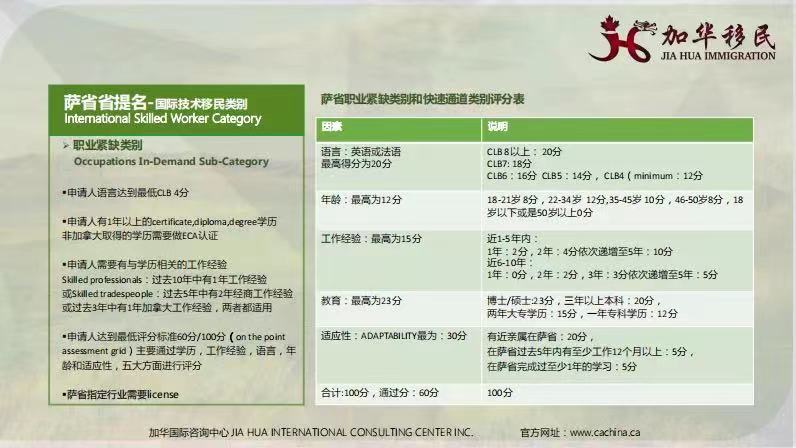 加华移民
JIA HUA IMMIGRATION
萨省省提名-国际技术移民类别
International Skilled Worker Category
➢ 职业紧缺类别
Occupations In-Demand Sub-Category
▪申请人语言达到最低CLB 4分
▪申请人有1年以上的certificate,diploma,degree学历
非加拿大取得的学历需要做ECA认证
▪申请人需要有与学历相关的工作经验
Skilled professionals：过去10年中有1年工作经验
或Skilled tradespeople：过去5年中有2年经商工作经验
或过去3年中有1年加拿大工作经验，两者都适用
▪申请人达到最低评分标准60分/100分（on the point
assessment grid）主要通过学历，工作经验，语言，年
龄和适应性，五大方面进行评分
▪萨省指定行业需要license
萨省职业紧缺类别和快速通道类别评分表
因素 说明
语言：英语或法语
最高得分为20分
CLB 8以上： 20分
CLB7: 18分
CLB6：16分 CLB5：14分， CLB4（minimum：12分
年龄：最高为12分
18-21岁 8分，22-34岁 12分,35-45岁 10分，46-50岁8分，18
岁以下或是50岁以上0分
工作经验：最高为15分
近1-5年内：
1年：2分，2年：4分依次递增至5年：10分
近6-10年：
1年：0分，2年：2分，3年：3分依次递增至5年：5分
教育：最高为23分
博士/硕士:23分，三年以上本科：20分，
两年大专学历：15分，一年专科学历：12分
适应性：ADAPTABILITY最为：30分
有近亲属在萨省：20分，
在萨省过去5年内有至少工作12个月以上：5分，
在萨省完成过至少1年的学习：5分
合计:100分，通过分：60分
100分
加华国际咨询中心 JIA HUA INTERNATIONAL CONSULTING CENTER INC. 官方网址：www.cachina.ca